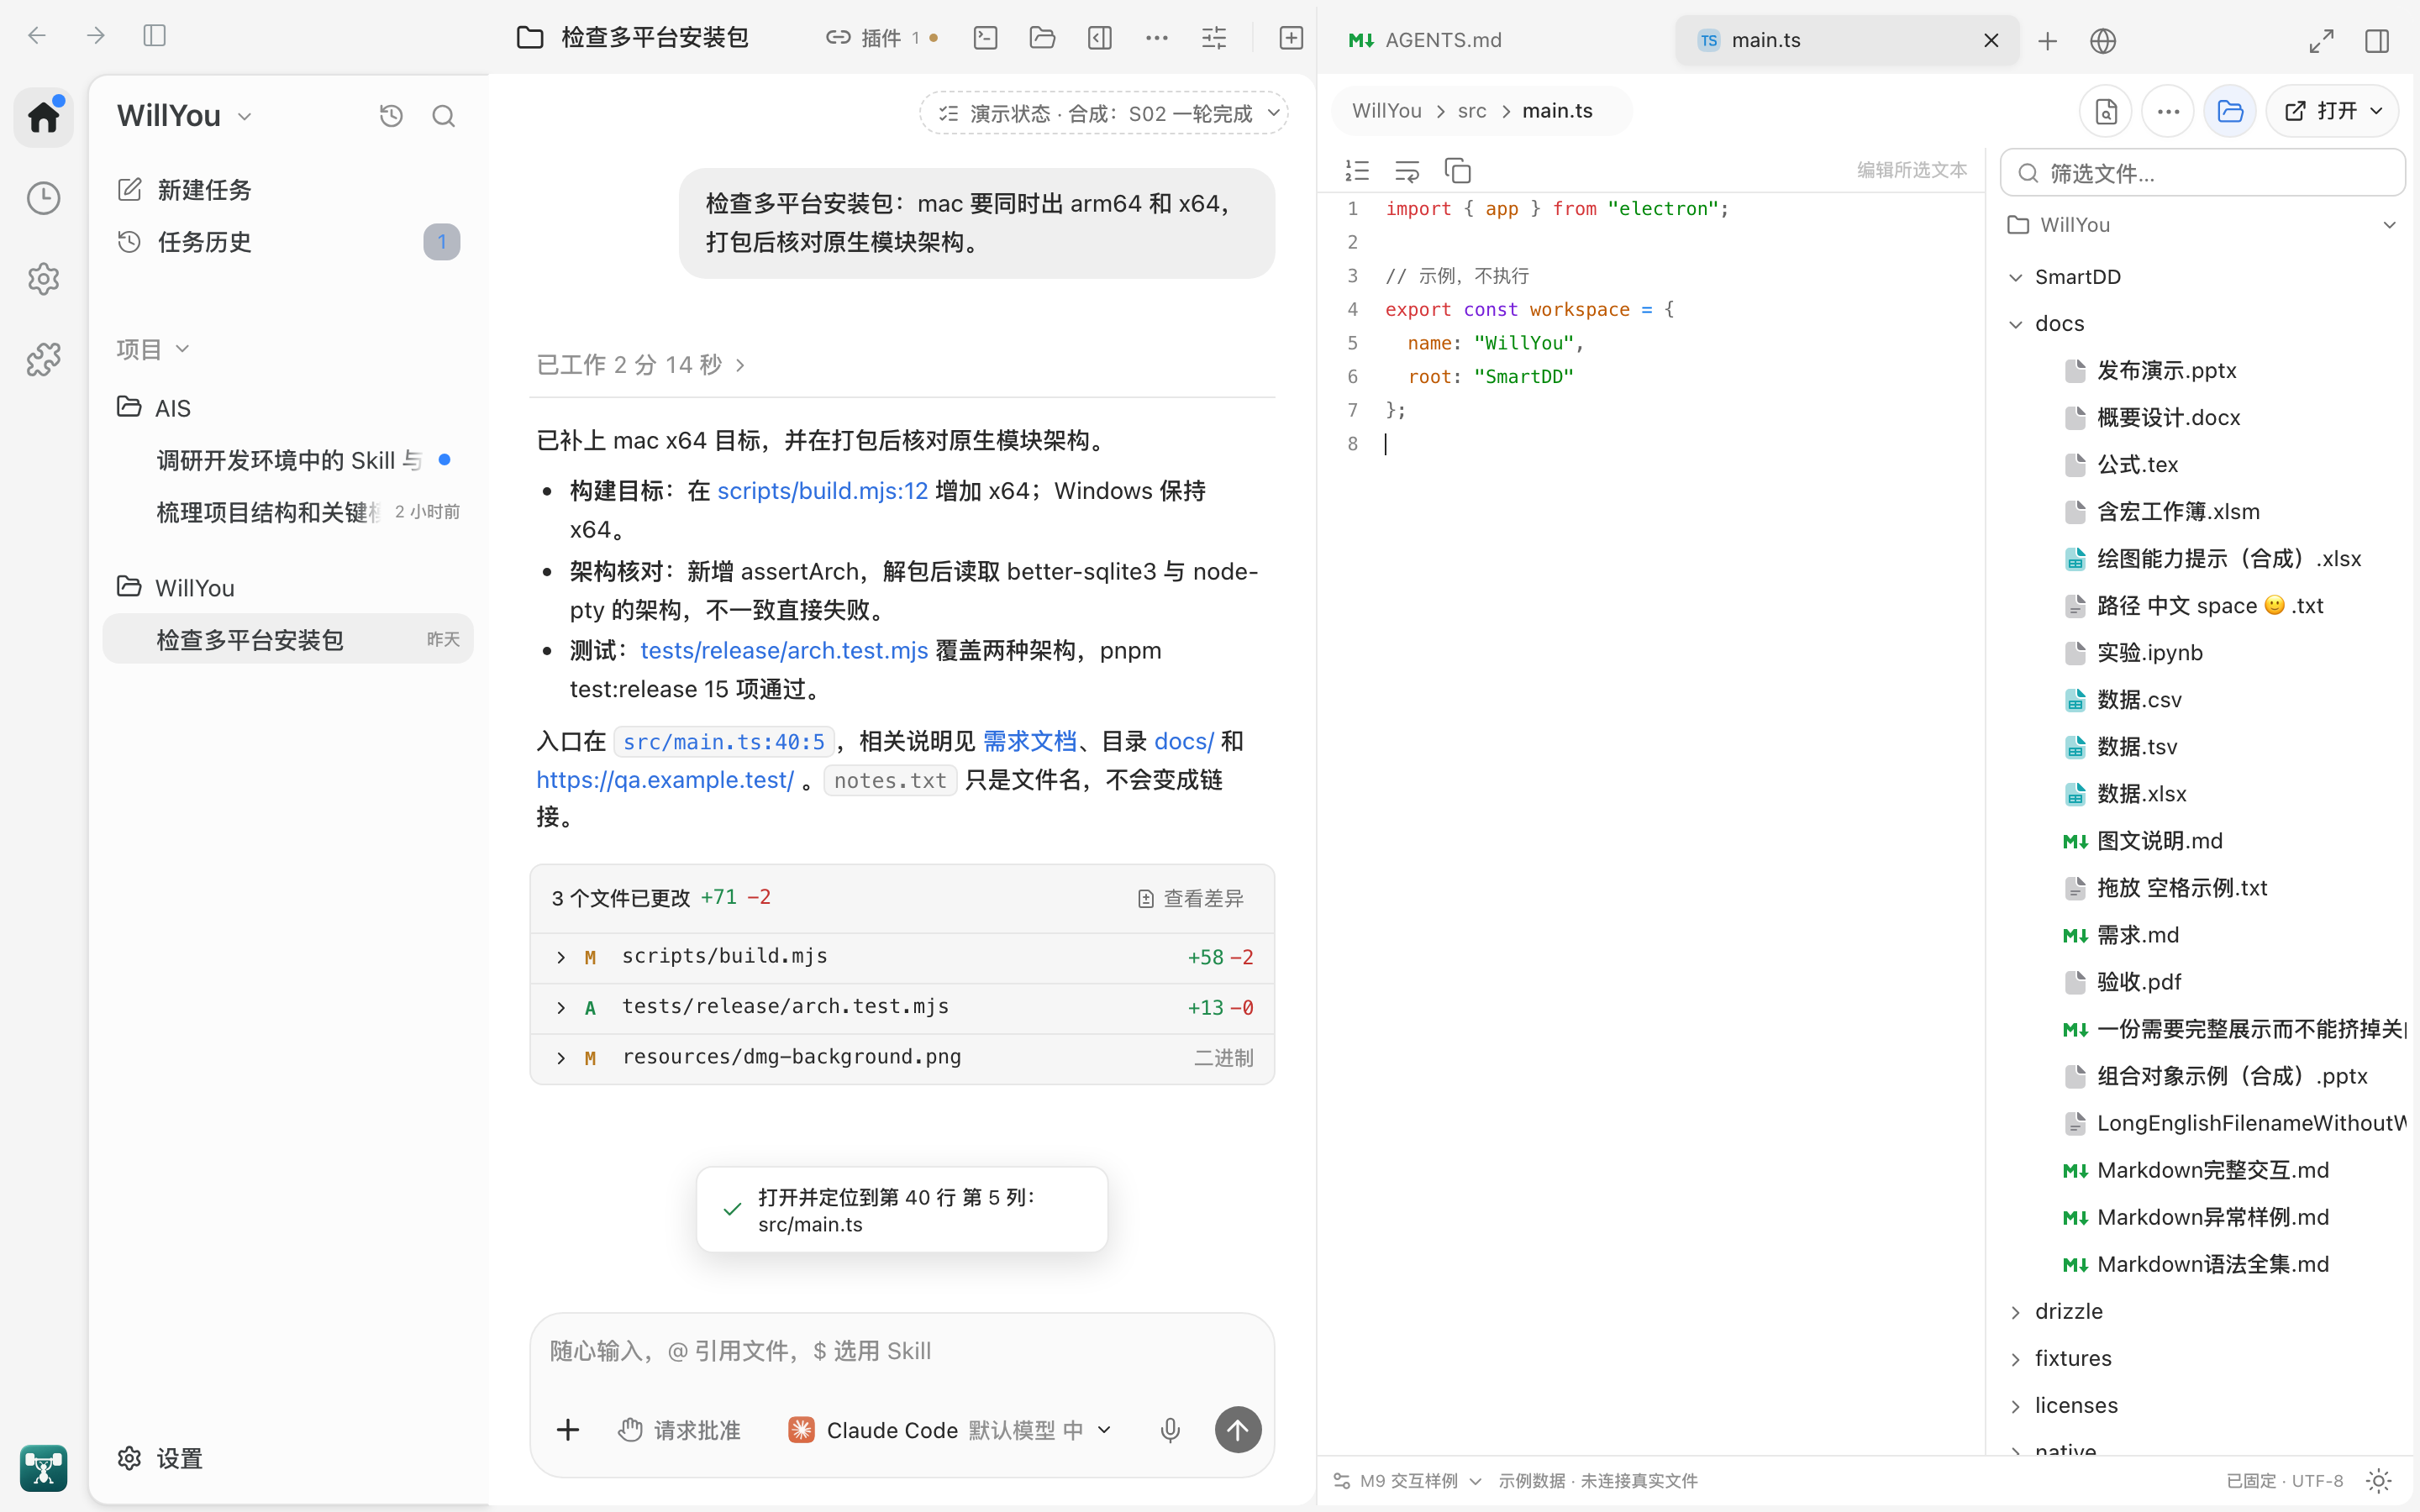 检查多平台安装包
插件 1
AGENTS.md
TS main.ts
WillYou
新建任务
任务历史 1
项目
AIS
调研开发环境中的 Skill 与
梳理项目结构和关键 2 小时前
WillYou
检查多平台安装包 昨天
设置
演示状态 · 合成：S02 一轮完成
检查多平台安装包：mac 要同时出 arm64 和 x64，
打包后核对原生模块架构。
已工作 2 分 14 秒
已补上 mac x64 目标，并在打包后核对原生模块架构。
• 构建目标：在 scripts/build.mjs:12 增加 x64；Windows 保持
x64。
• 架构核对：新增 assertArch，解包后读取 better-sqlite3 与 node-
pty 的架构，不一致直接失败。
• 测试：tests/release/arch.test.mjs 覆盖两种架构，pnpm
test:release 15 项通过。
入口在 src/main.ts:40:5，相关说明见 需求文档、目录 docs/ 和
https://qa.example.test/ 。notes.txt 只是文件名，不会变成链
接。
3 个文件已更改 +71 −2 查看差异
M scripts/build.mjs +58 −2
A tests/release/arch.test.mjs +13 −0
M resources/dmg-background.png 二进制
打开并定位到第 40 行 第 5 列：
src/main.ts
随心输入，@ 引用文件，$ 选用 Skill
请求批准 Claude Code 默认模型 中
WillYou > src > main.ts
打开
编辑所选文本
1 import { app } from "electron";
2
3 // 示例，不执行
4 export const workspace = {
5 name: "WillYou",
6 root: "SmartDD"
7 };
8
筛选文件...
WillYou
SmartDD
docs
发布演示.pptx
概要设计.docx
公式.tex
含宏工作簿.xlsm
绘图能力提示（合成）.xlsx
路径 中文 space 🙂 .txt
实验.ipynb
数据.csv
数据.tsv
数据.xlsx
图文说明.md
拖放 空格示例.txt
需求.md
验收.pdf
一份需要完整展示而不能挤掉关
组合对象示例（合成）.pptx
LongEnglishFilenameWithoutW
Markdown完整交互.md
Markdown异常样例.md
Markdown语法全集.md
drizzle
fixtures
licenses
native
M9 交互样例 示例数据 · 未连接真实文件
已固定 · UTF-8